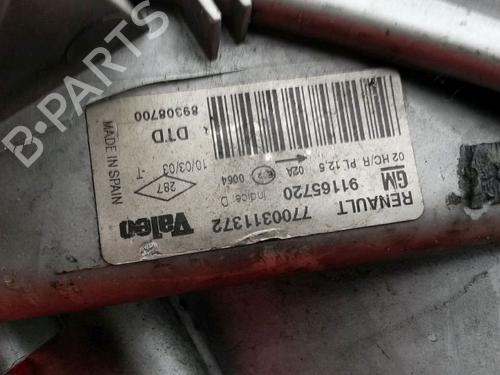 B-PARTS
RENAULT
GM
91165720
7700311372
Valeo
Indice: D
02 HC/R PL 12.5
02A
0064
287
10/03/03 -T
DTD
89308700
MADE IN SPAIN